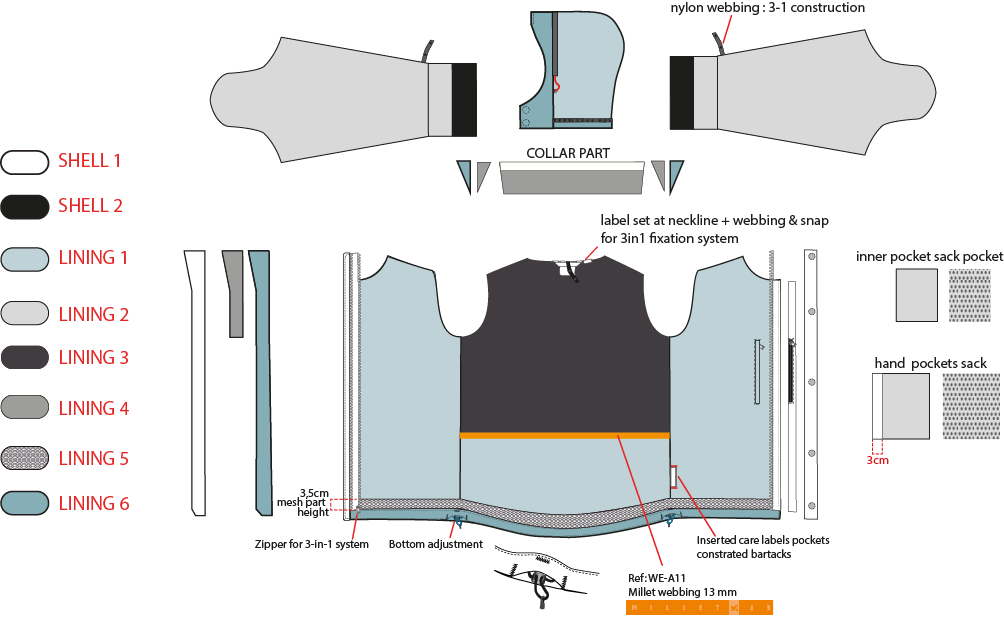 nylon webbing : 3-1 construction
COLLAR PART
SHELL 1
SHELL 2
LINING 1
LINING 2
LINING 3
LINING 4
LINING 5
LINING 6
label set at neckline + webbing & snap
for 3in1 fixation system
inner pocket sack pocket
hand pockets sack
3cm
3,5cm
mesh part
height
Zipper for 3-in-1 system
Bottom adjustment
Inserted care labels pockets
constrated bartacks
Ref: WE-A11
Millet webbing 13 mm
M I L L E T